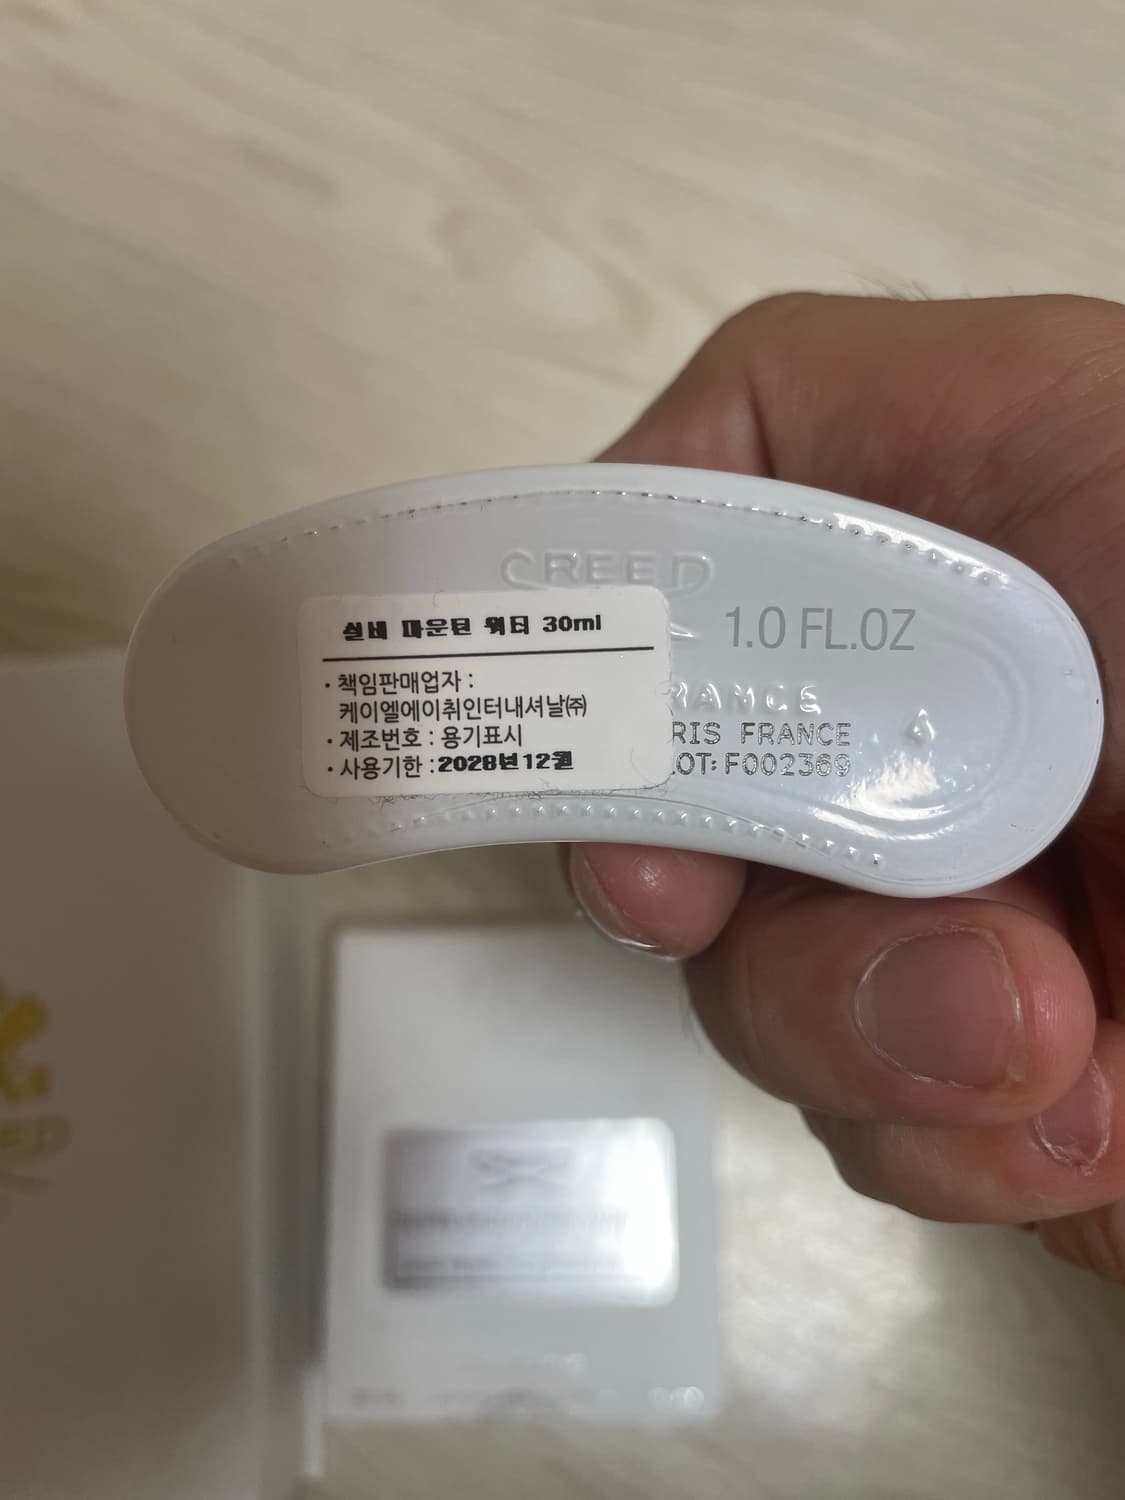 CREED
실버 마운틴 워터 30ml
1.0 FL.OZ
· 책임판매업자 :
케이엘에이취인터내셔날㈜
· 제조번호 : 용기표시
· 사용기한 : 2028년 12월
RANCE
RIS FRANCE
LOT: F002369